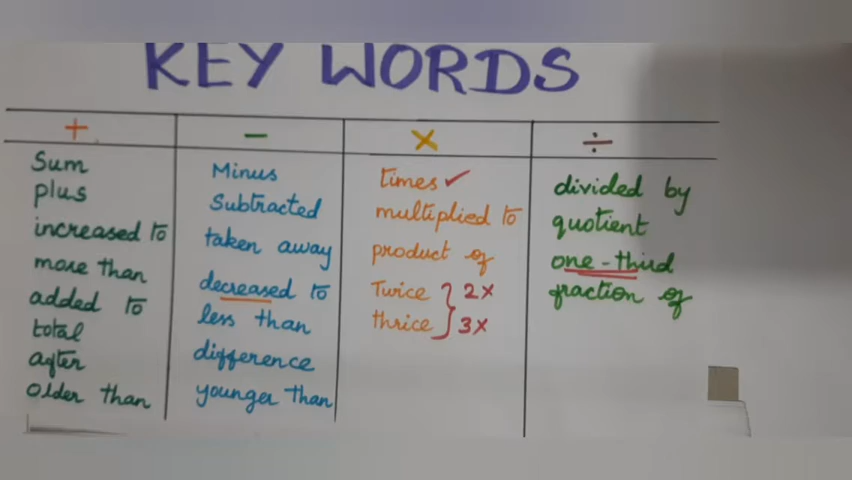 KEY WORDS
+
Sum
plus
increased to
more than
added to
total
after
older than
−
Minus
Subtracted
taken away
decreased to
less than
difference
younger than
×
times ✓
multiplied to
product of
Twice } 2x
thrice } 3x
÷
divided by
quotient
one-third
fraction of